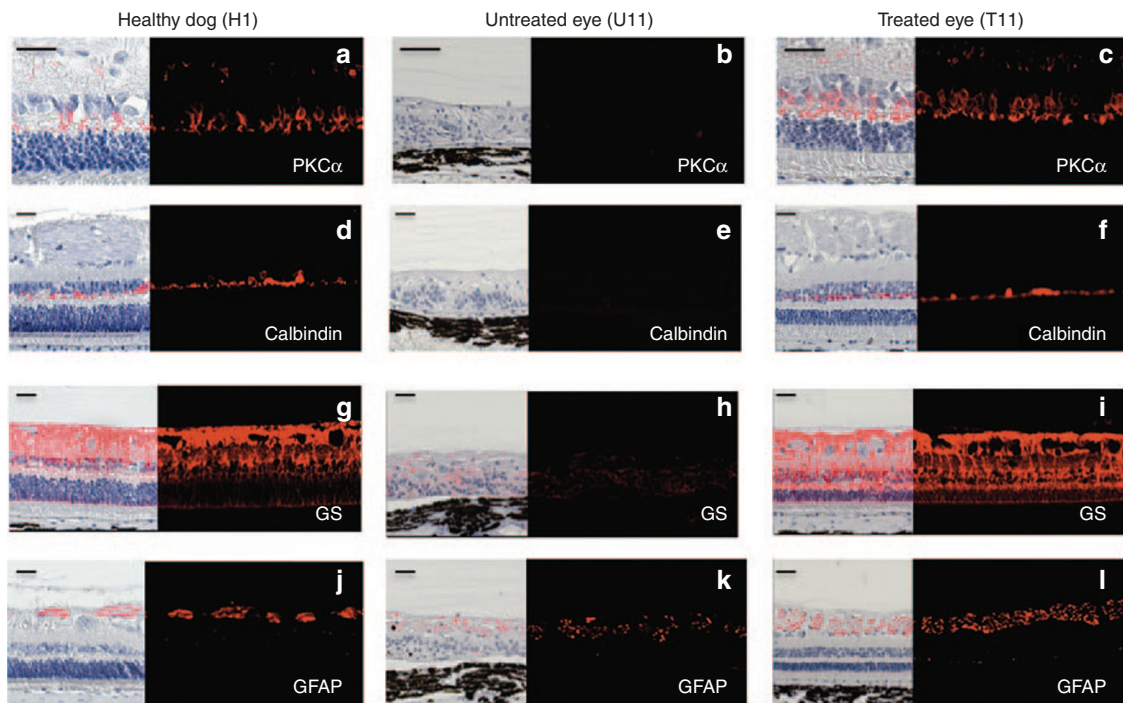 Healthy dog (H1) Untreated eye (U11) Treated eye (T11)
a b c
PKCα PKCα PKCα
d e f
Calbindin Calbindin Calbindin
g h i
GS GS GS
j k l
GFAP GFAP GFAP